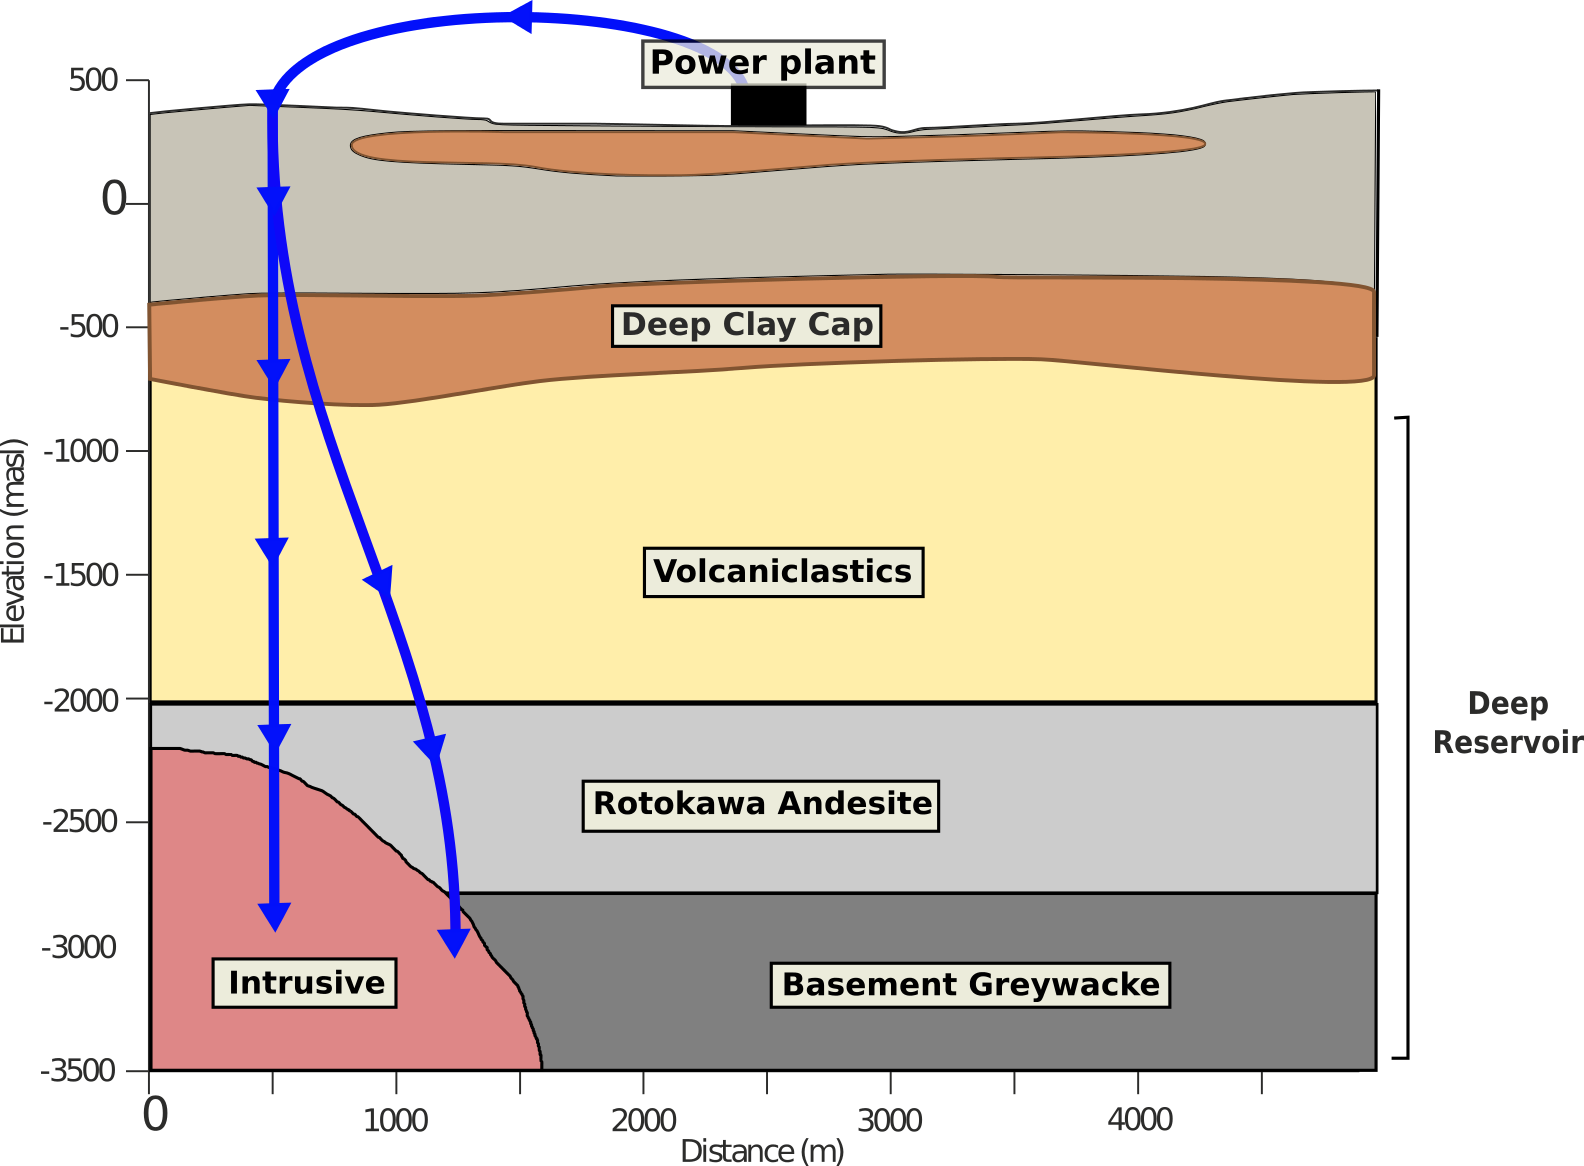 Power plant
500
0
-500
-1000
-1500
-2000
-2500
-3000
-3500
Elevation (masl)
Deep Clay Cap
Volcaniclastics
Rotokawa Andesite
Intrusive
Basement Greywacke
Deep
Reservoir
0
1000
2000
3000
4000
Distance (m)